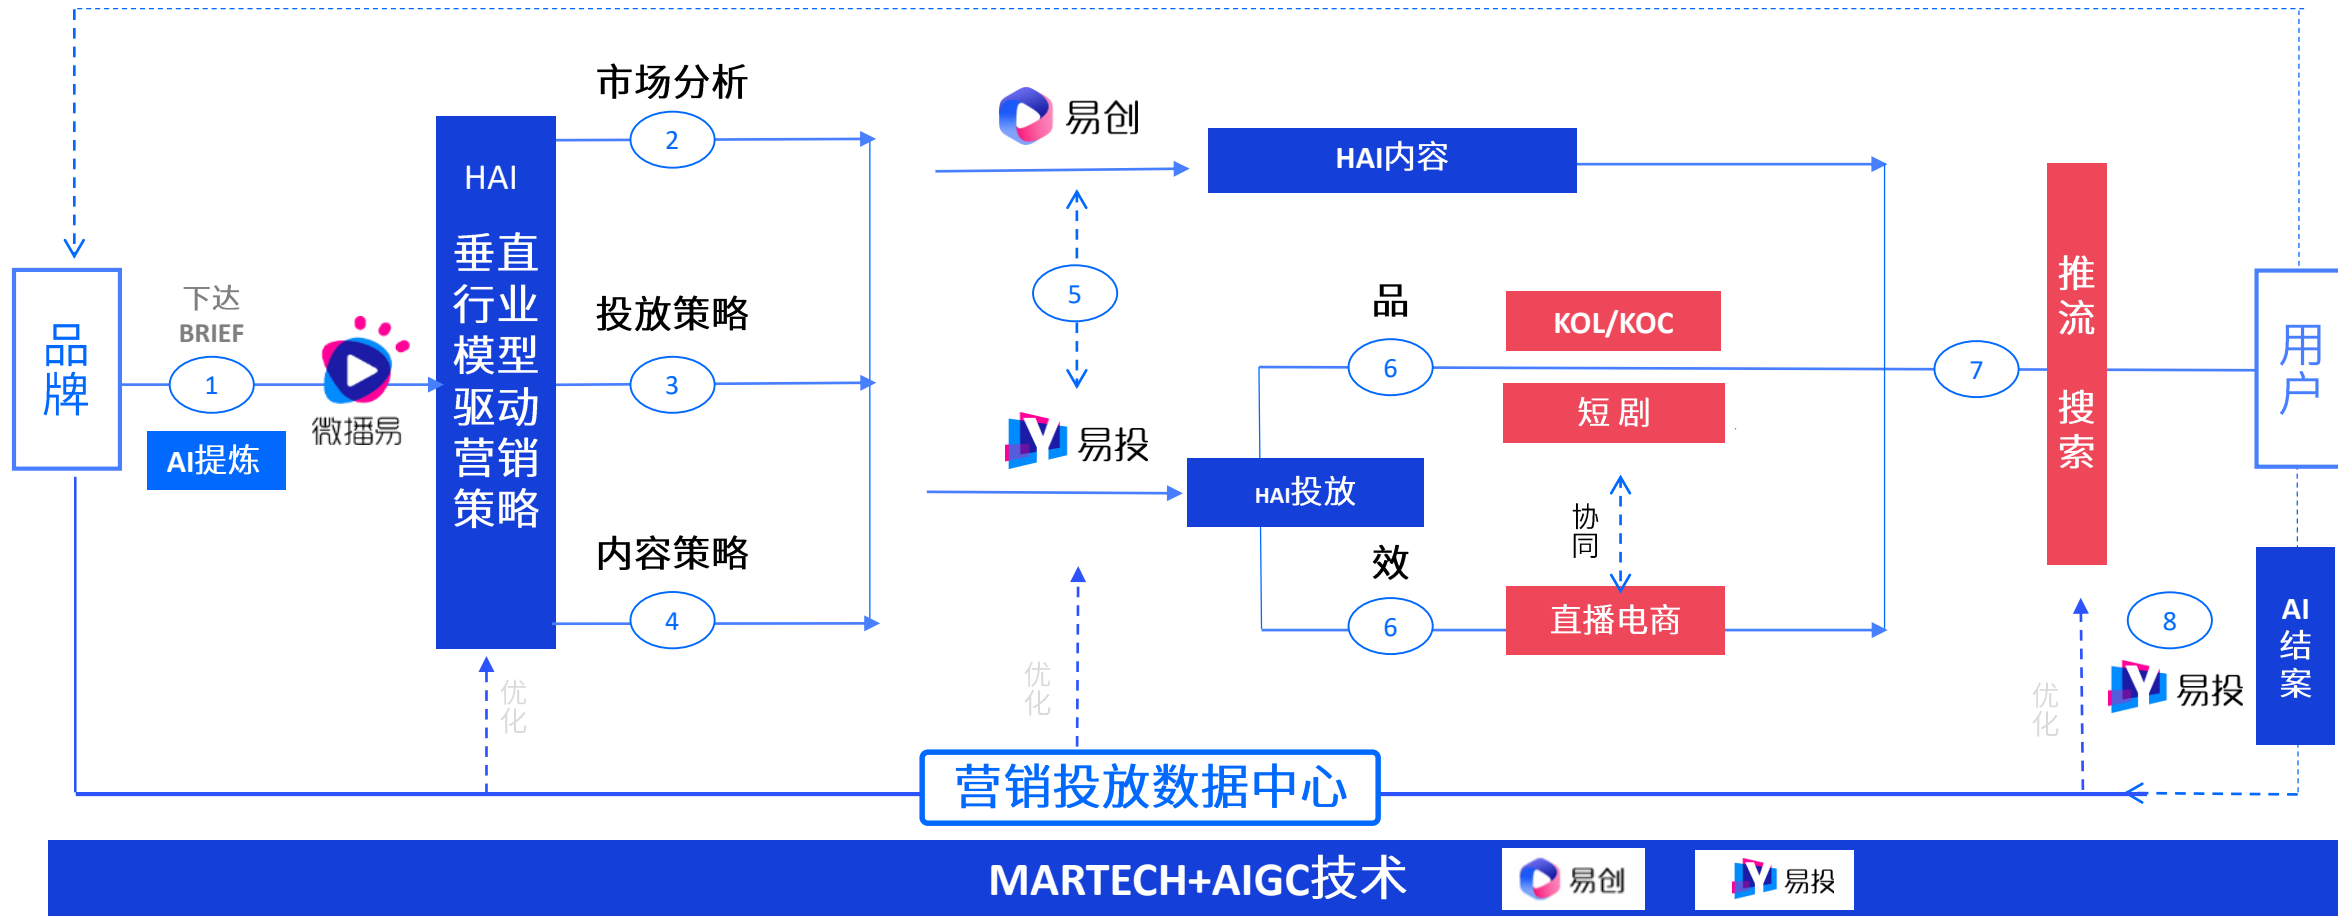 市场分析
2
易创
HAI内容
HAI
垂直
行业
模型
驱动
营销
策略
品牌
下达
BRIEF
1
AI提炼
微播易
投放策略
3
内容策略
4
5
易投
HAI投放
品
6
KOL/KOC
短剧
协同
效
6
直播电商
7
推流
搜索
用户
8
易投
AI
结
案
优化
优化
优化
营销投放数据中心
MARTECH+AIGC技术
易创
易投